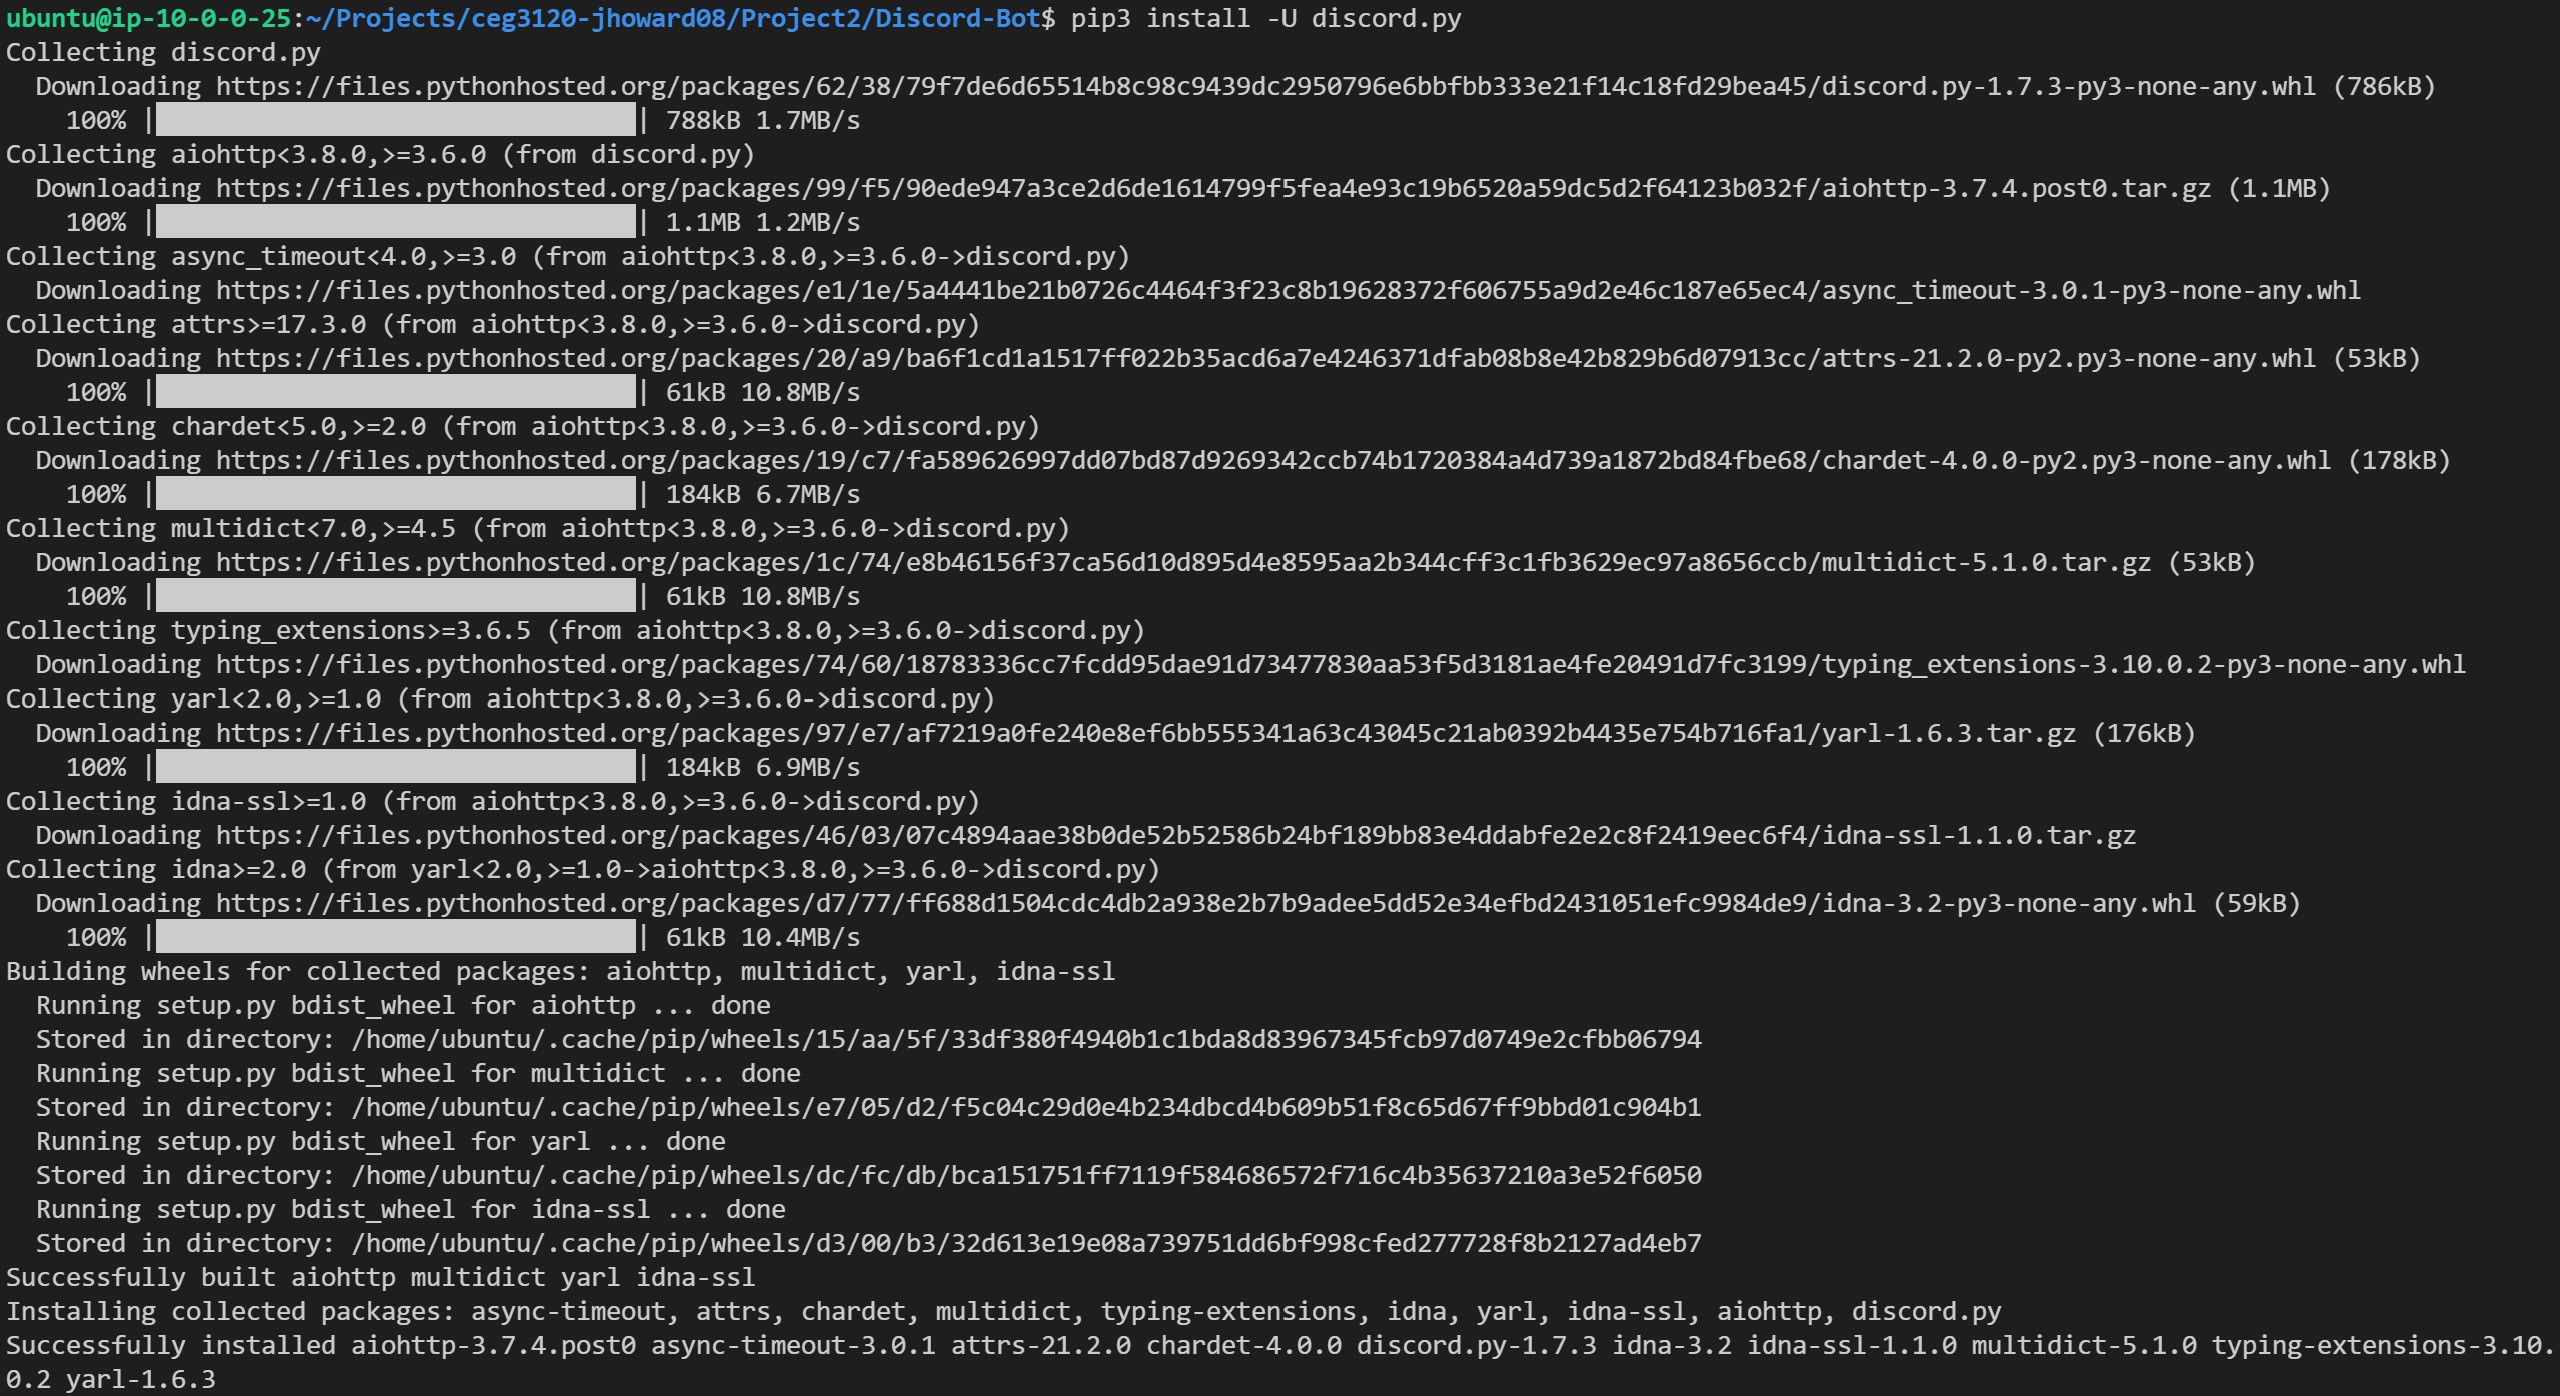 ubuntu@ip-10-0-0-25:~/Projects/ceg3120-jhoward08/Project2/Discord-Bot$ pip3 install -U discord.py
Collecting discord.py
  Downloading https://files.pythonhosted.org/packages/62/38/79f7de6d65514b8c98c9439dc2950796e6bbfbb333e21f14c18fd29bea45/discord.py-1.7.3-py3-none-any.whl (786kB)
    100% |████████████████████████████████| 788kB 1.7MB/s
Collecting aiohttp<3.8.0,>=3.6.0 (from discord.py)
  Downloading https://files.pythonhosted.org/packages/99/f5/90ede947a3ce2d6de1614799f5fea4e93c19b6520a59dc5d2f64123b032f/aiohttp-3.7.4.post0.tar.gz (1.1MB)
    100% |████████████████████████████████| 1.1MB 1.2MB/s
Collecting async_timeout<4.0,>=3.0 (from aiohttp<3.8.0,>=3.6.0->discord.py)
  Downloading https://files.pythonhosted.org/packages/e1/1e/5a4441be21b0726c4464f3f23c8b19628372f606755a9d2e46c187e65ec4/async_timeout-3.0.1-py3-none-any.whl
Collecting attrs>=17.3.0 (from aiohttp<3.8.0,>=3.6.0->discord.py)
  Downloading https://files.pythonhosted.org/packages/20/a9/ba6f1cd1a1517ff022b35acd6a7e4246371dfab08b8e42b829b6d07913cc/attrs-21.2.0-py2.py3-none-any.whl (53kB)
    100% |████████████████████████████████| 61kB 10.8MB/s
Collecting chardet<5.0,>=2.0 (from aiohttp<3.8.0,>=3.6.0->discord.py)
  Downloading https://files.pythonhosted.org/packages/19/c7/fa589626997dd07bd87d9269342ccb74b1720384a4d739a1872bd84fbe68/chardet-4.0.0-py2.py3-none-any.whl (178kB)
    100% |████████████████████████████████| 184kB 6.7MB/s
Collecting multidict<7.0,>=4.5 (from aiohttp<3.8.0,>=3.6.0->discord.py)
  Downloading https://files.pythonhosted.org/packages/1c/74/e8b46156f37ca56d10d895d4e8595aa2b344cff3c1fb3629ec97a8656ccb/multidict-5.1.0.tar.gz (53kB)
    100% |████████████████████████████████| 61kB 10.8MB/s
Collecting typing_extensions>=3.6.5 (from aiohttp<3.8.0,>=3.6.0->discord.py)
  Downloading https://files.pythonhosted.org/packages/74/60/18783336cc7fcdd95dae91d73477830aa53f5d3181ae4fe20491d7fc3199/typing_extensions-3.10.0.2-py3-none-any.whl
Collecting yarl<2.0,>=1.0 (from aiohttp<3.8.0,>=3.6.0->discord.py)
  Downloading https://files.pythonhosted.org/packages/97/e7/af7219a0fe240e8ef6bb555341a63c43045c21ab0392b4435e754b716fa1/yarl-1.6.3.tar.gz (176kB)
    100% |████████████████████████████████| 184kB 6.9MB/s
Collecting idna-ssl>=1.0 (from aiohttp<3.8.0,>=3.6.0->discord.py)
  Downloading https://files.pythonhosted.org/packages/46/03/07c4894aae38b0de52b52586b24bf189bb83e4ddabfe2e2c8f2419eec6f4/idna-ssl-1.1.0.tar.gz
Collecting idna>=2.0 (from yarl<2.0,>=1.0->aiohttp<3.8.0,>=3.6.0->discord.py)
  Downloading https://files.pythonhosted.org/packages/d7/77/ff688d1504cdc4db2a938e2b7b9adee5dd52e34efbd2431051efc9984de9/idna-3.2-py3-none-any.whl (59kB)
    100% |████████████████████████████████| 61kB 10.4MB/s
Building wheels for collected packages: aiohttp, multidict, yarl, idna-ssl
  Running setup.py bdist_wheel for aiohttp ... done
  Stored in directory: /home/ubuntu/.cache/pip/wheels/15/aa/5f/33df380f4940b1c1bda8d83967345fcb97d0749e2cfbb06794
  Running setup.py bdist_wheel for multidict ... done
  Stored in directory: /home/ubuntu/.cache/pip/wheels/e7/05/d2/f5c04c29d0e4b234dbcd4b609b51f8c65d67ff9bbd01c904b1
  Running setup.py bdist_wheel for yarl ... done
  Stored in directory: /home/ubuntu/.cache/pip/wheels/dc/fc/db/bca151751ff7119f584686572f716c4b35637210a3e52f6050
  Running setup.py bdist_wheel for idna-ssl ... done
  Stored in directory: /home/ubuntu/.cache/pip/wheels/d3/00/b3/32d613e19e08a739751dd6bf998cfed277728f8b2127ad4eb7
Successfully built aiohttp multidict yarl idna-ssl
Installing collected packages: async-timeout, attrs, chardet, multidict, typing-extensions, idna, yarl, idna-ssl, aiohttp, discord.py
Successfully installed aiohttp-3.7.4.post0 async-timeout-3.0.1 attrs-21.2.0 chardet-4.0.0 discord.py-1.7.3 idna-3.2 idna-ssl-1.1.0 multidict-5.1.0 typing-extensions-3.10.
0.2 yarl-1.6.3